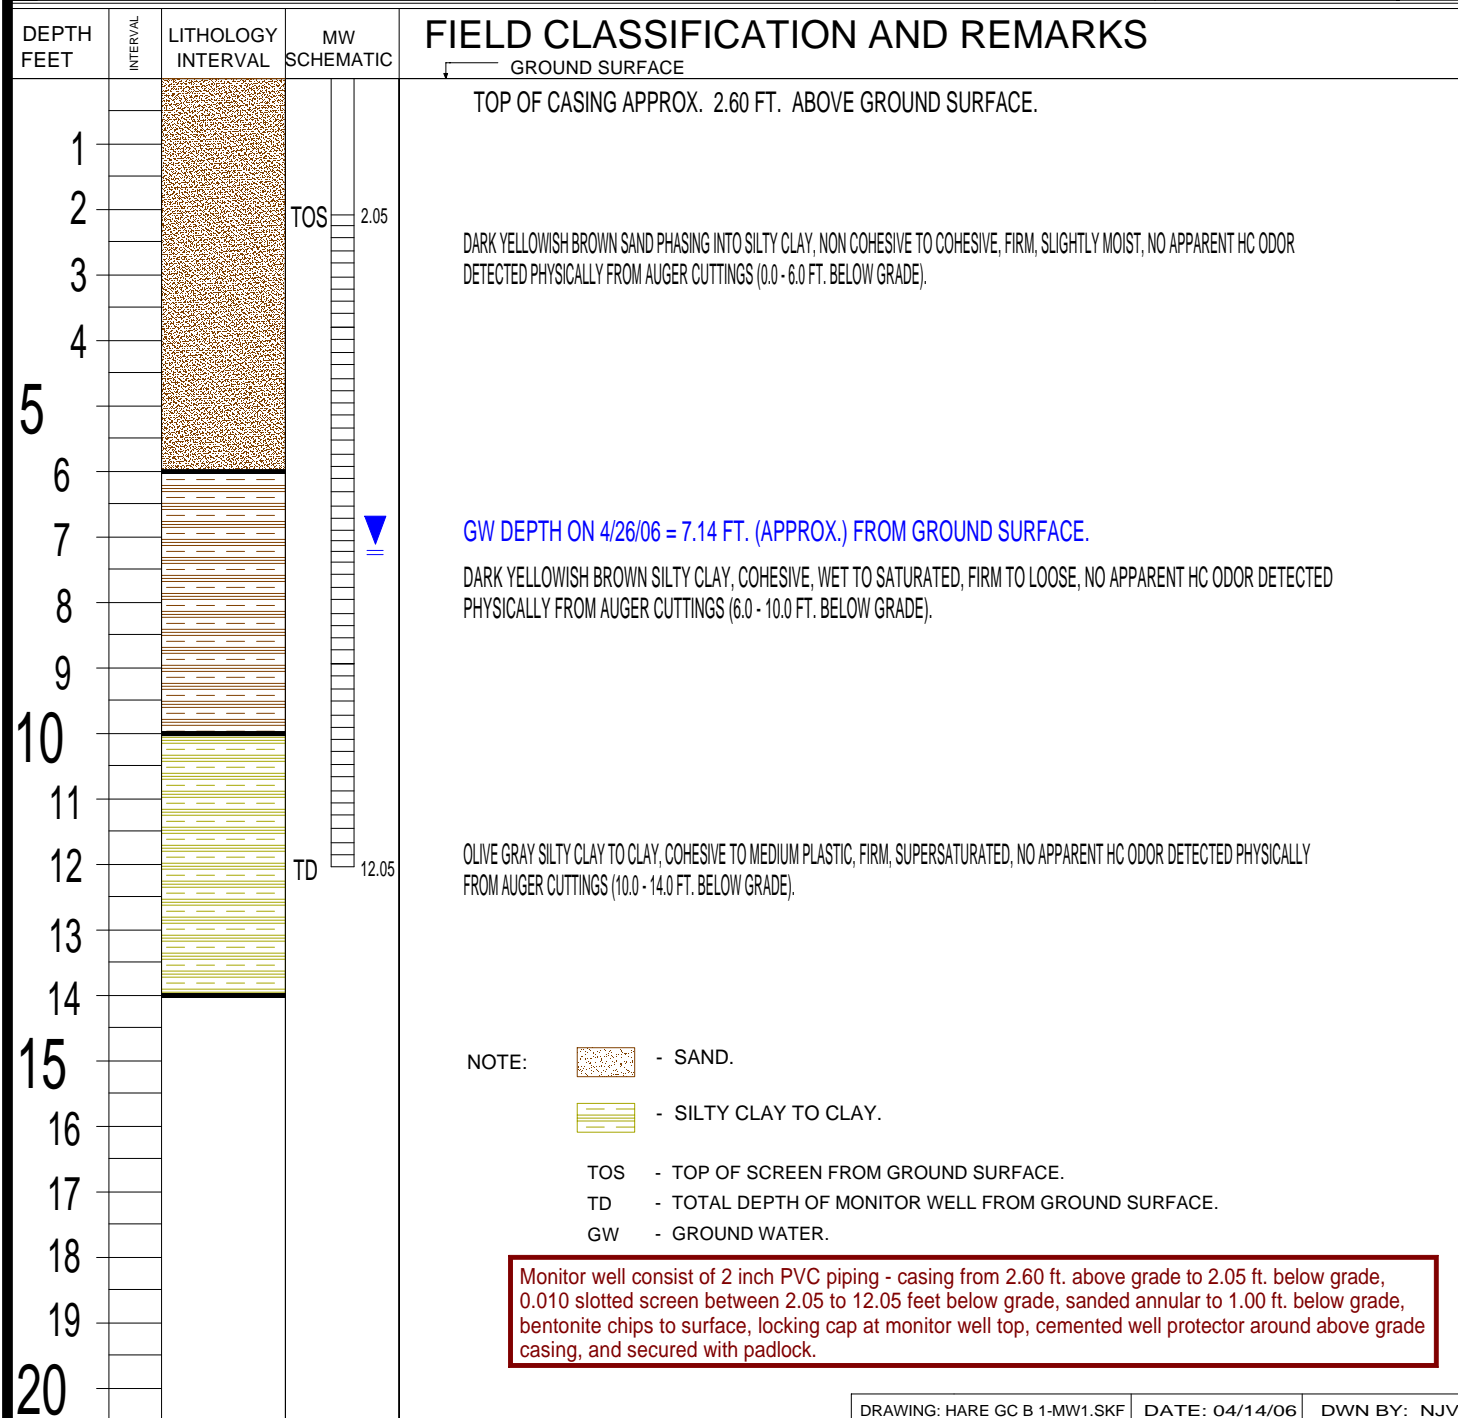 DEPTH FEET
INTERVAL
LITHOLOGY INTERVAL
MW SCHEMATIC
FIELD CLASSIFICATION AND REMARKS
GROUND SURFACE
TOP OF CASING APPROX. 2.60 FT. ABOVE GROUND SURFACE.
1
2
TOS
2.05
DARK YELLOWISH BROWN SAND PHASING INTO SILTY CLAY, NON COHESIVE TO COHESIVE, FIRM, SLIGHTLY MOIST, NO APPARENT HC ODOR
DETECTED PHYSICALLY FROM AUGER CUTTINGS (0.0 - 6.0 FT. BELOW GRADE).
3
4
5
6
7
GW DEPTH ON 4/26/06 = 7.14 FT. (APPROX.) FROM GROUND SURFACE.
DARK YELLOWISH BROWN SILTY CLAY, COHESIVE, WET TO SATURATED, FIRM TO LOOSE, NO APPARENT HC ODOR DETECTED
PHYSICALLY FROM AUGER CUTTINGS (6.0 - 10.0 FT. BELOW GRADE).
8
9
10
11
12
TD
12.05
OLIVE GRAY SILTY CLAY TO CLAY, COHESIVE TO MEDIUM PLASTIC, FIRM, SUPERSATURATED, NO APPARENT HC ODOR DETECTED PHYSICALLY
FROM AUGER CUTTINGS (10.0 - 14.0 FT. BELOW GRADE).
13
14
15
NOTE:
- SAND.
- SILTY CLAY TO CLAY.
16
TOS - TOP OF SCREEN FROM GROUND SURFACE.
17
TD - TOTAL DEPTH OF MONITOR WELL FROM GROUND SURFACE.
GW - GROUND WATER.
18
Monitor well consist of 2 inch PVC piping - casing from 2.60 ft. above grade to 2.05 ft. below grade,
0.010 slotted screen between 2.05 to 12.05 feet below grade, sanded annular to 1.00 ft. below grade,
bentonite chips to surface, locking cap at monitor well top, cemented well protector around above grade
casing, and secured with padlock.
19
20
DRAWING: HARE GC B 1-MW1.SKF
DATE: 04/14/06
DWN BY: NJV